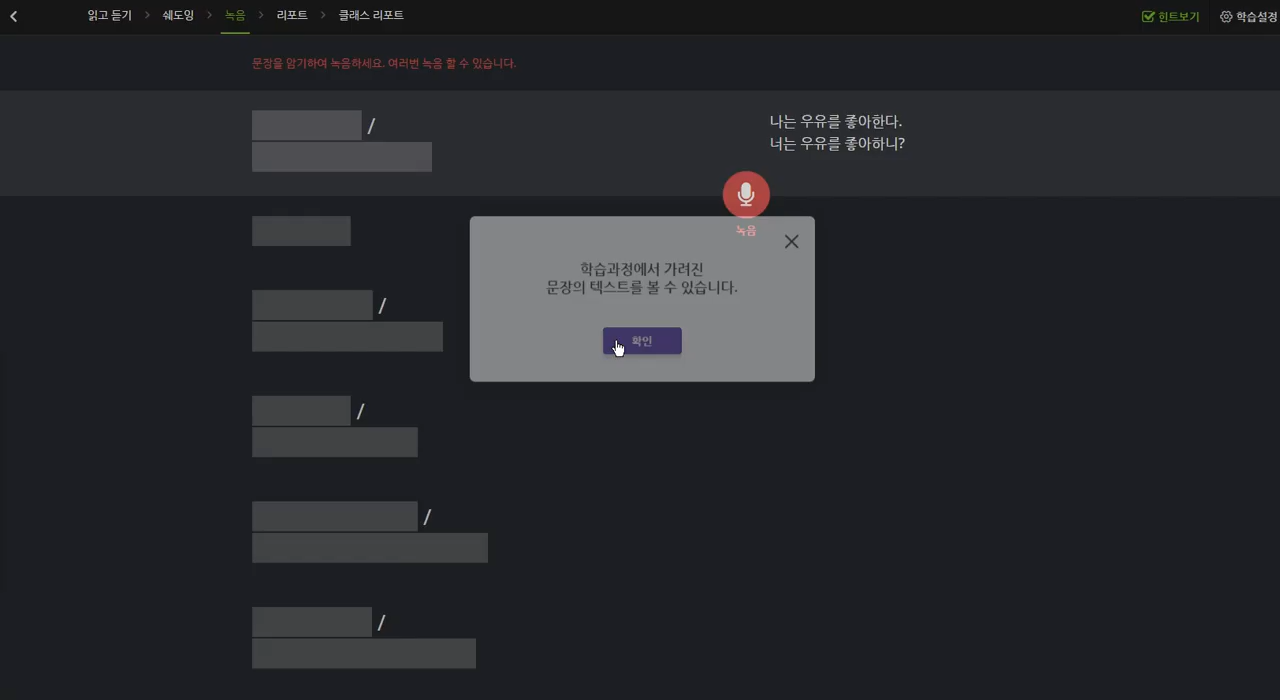 읽고 듣기 > 쉐도잉 > 녹음 > 리포트 > 클래스 리포트
힌트보기
학습설정
문장을 암기하여 녹음하세요. 여러번 녹음 할 수 있습니다.
/
나는 우유를 좋아한다.
너는 우유를 좋아하니?
녹음
학습과정에서 가려진
문장의 텍스트를 볼 수 있습니다.
확인
/
/
/
/